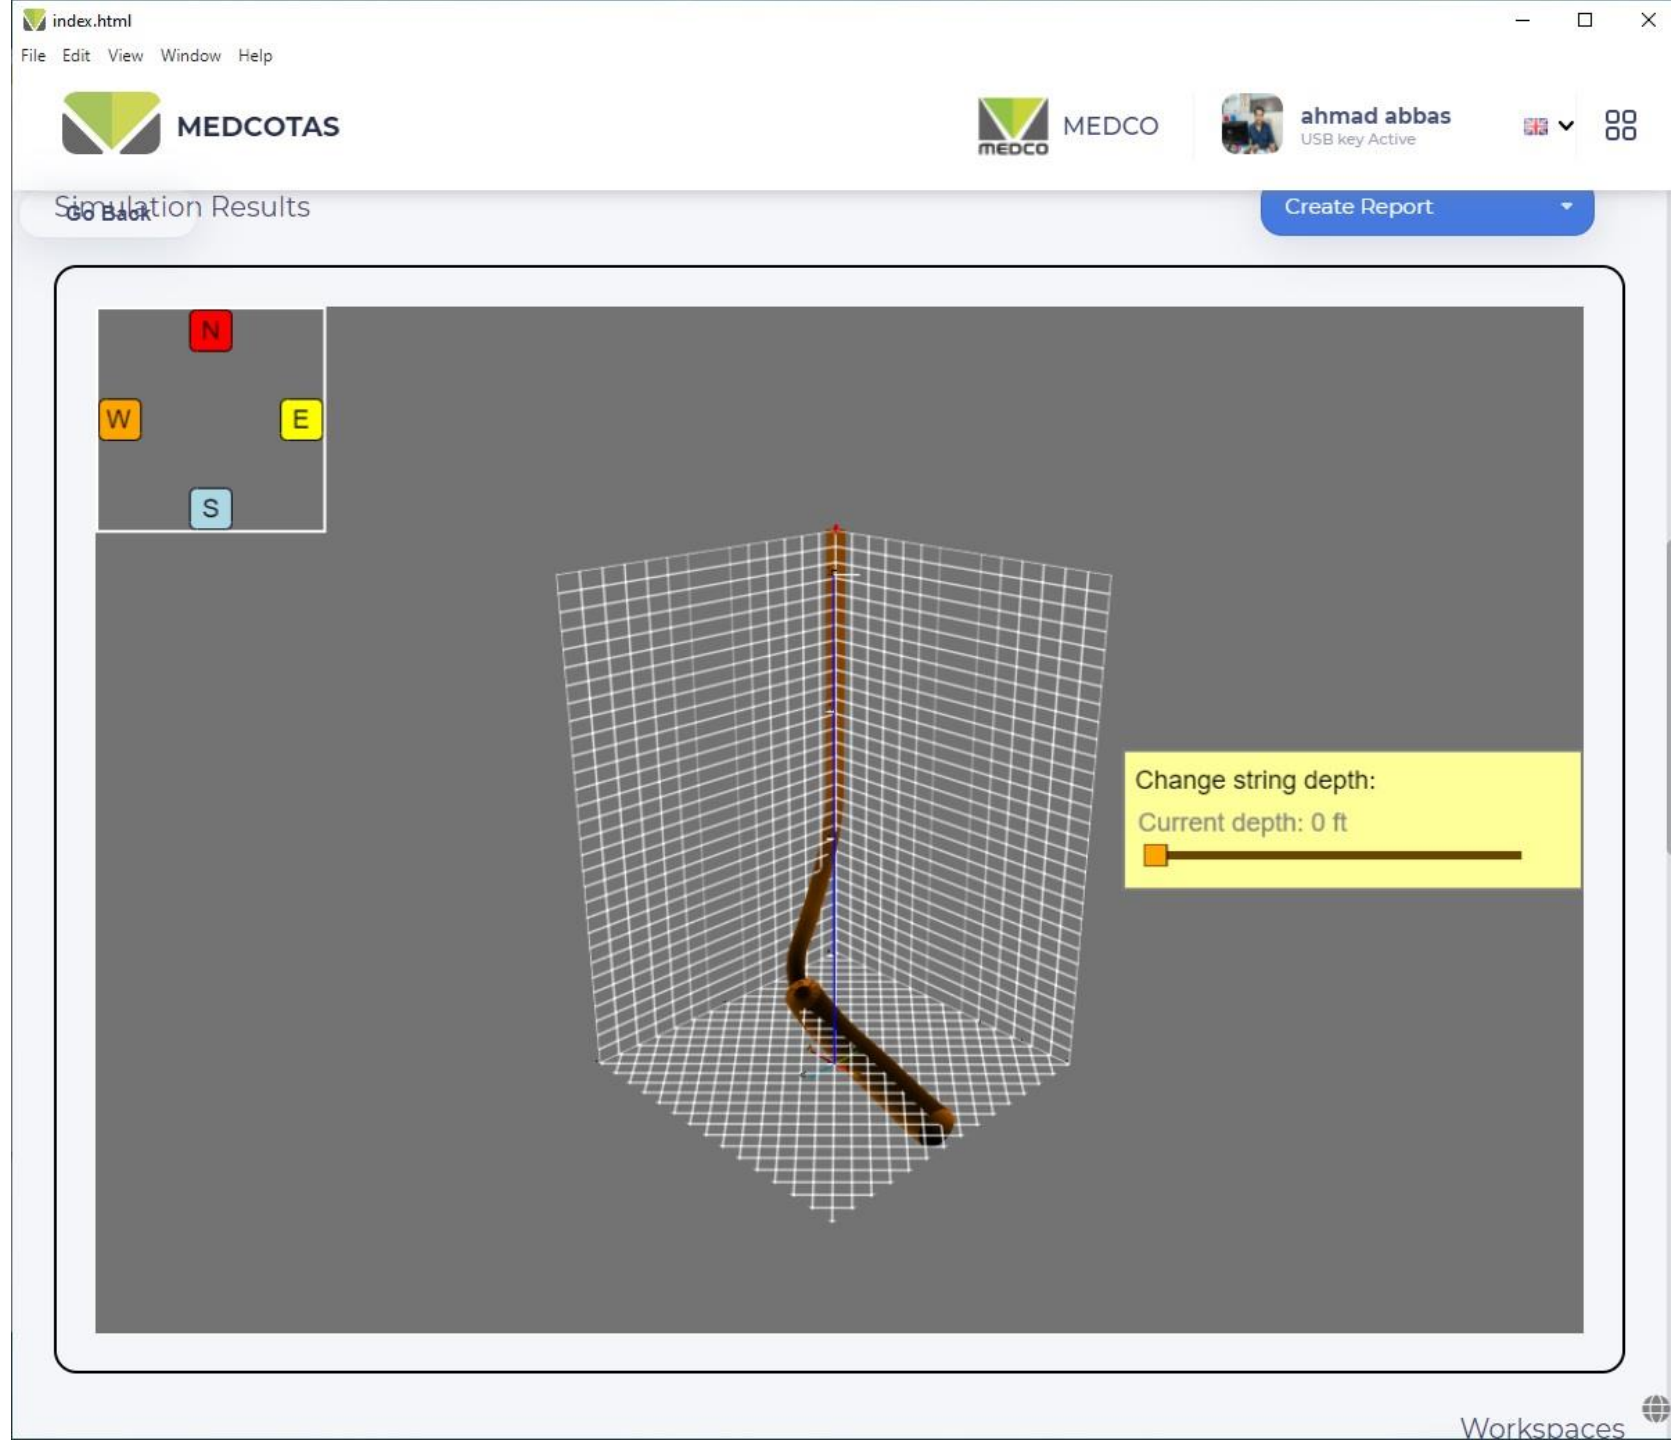 index.html
File Edit View Window Help
MEDCOTAS
MEDCO
MEDCO
ahmad abbas
USB key Active
Simulation Results
Go Back
Create Report
N
W
E
S
Change string depth:
Current depth: 0 ft
Workspaces